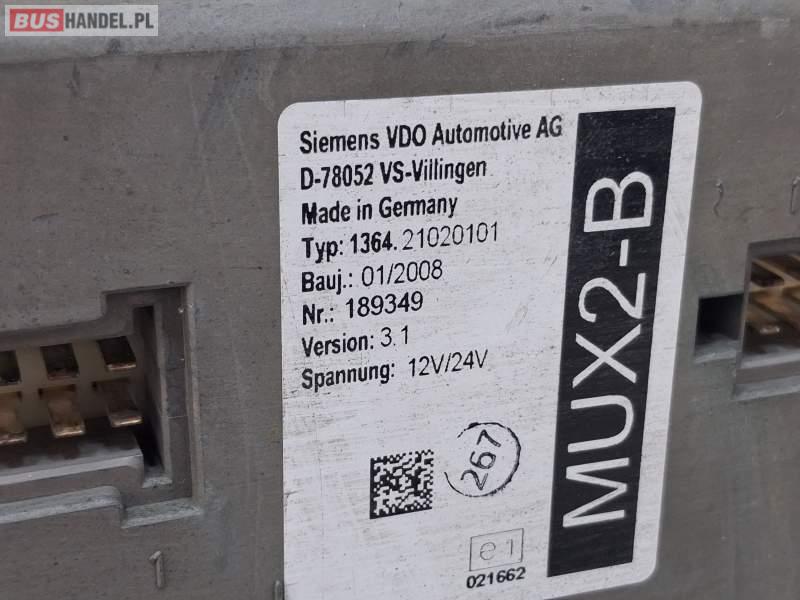 BUSHANDEL.PL
Siemens VDO Automotive AG
D-78052 VS-Villingen
Made in Germany
Typ: 1364.21020101
Bauj.: 01/2008
Nr.: 189349
Version: 3.1
Spannung: 12V/24V
MUX2-B
267
e1
021662
1